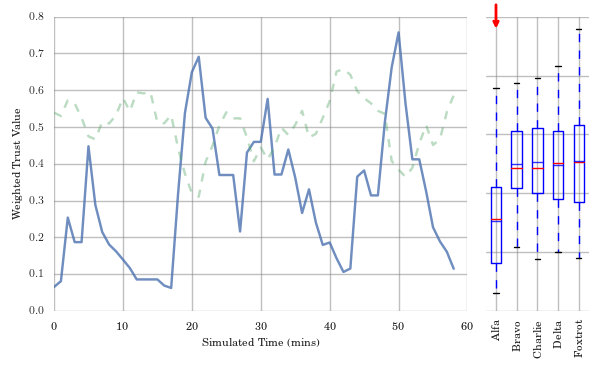 0.8
0.7
0.6
0.5
0.4
0.3
0.2
0.1
0.0
Weighted Trust Value
0 10 20 30 40 50 60
Simulated Time (mins)
Alfa
Bravo
Charlie
Delta
Foxtrot